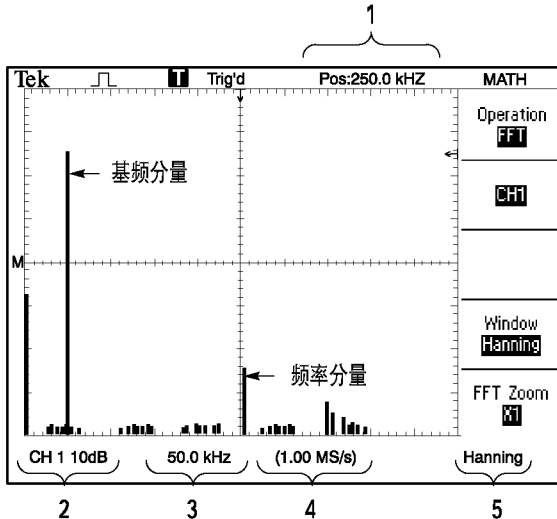 1
Tek T Trig'd Pos:250.0 kHZ MATH
Operation
FFT
基频分量
CH1
M
Window
Hanning
频率分量
FFT Zoom
X1
CH 1 10dB 50.0 kHz (1.00 MS/s) Hanning
2 3 4 5